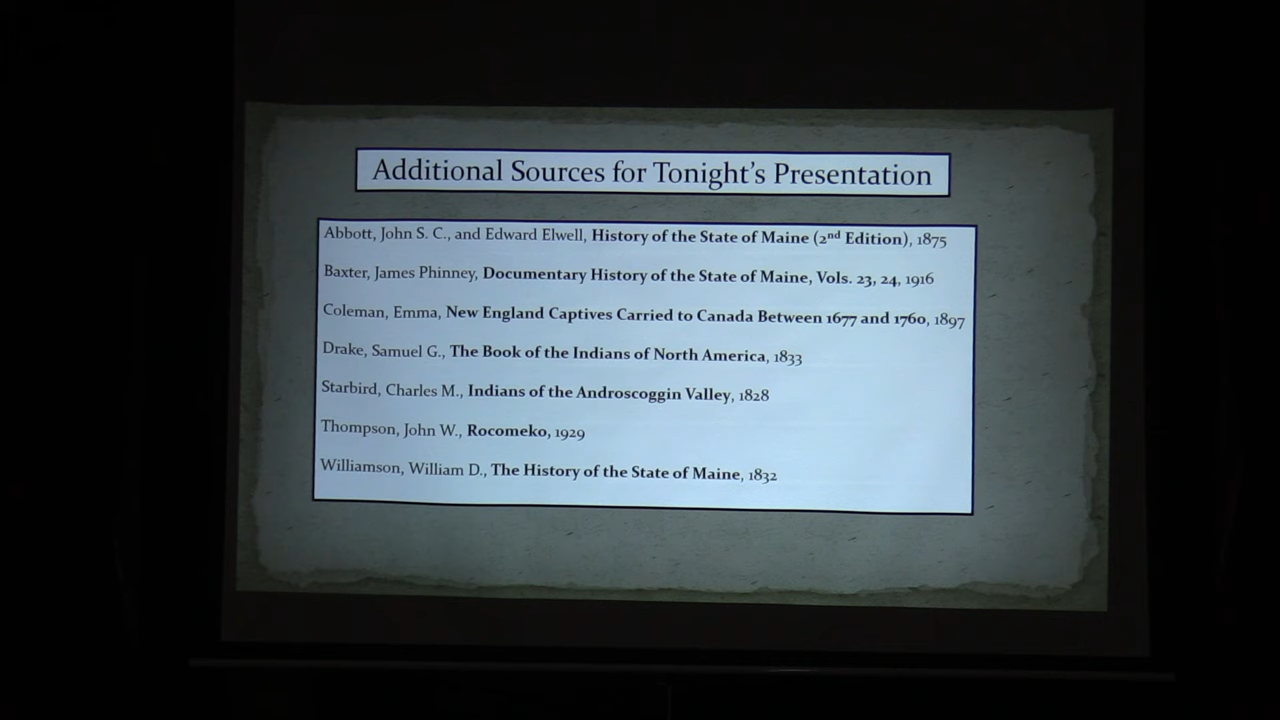 Additional Sources for Tonight's Presentation
Abbott, John S. C., and Edward Elwell, History of the State of Maine (2nd Edition), 1875
Baxter, James Phinney, Documentary History of the State of Maine, Vols. 23, 24, 1916
Coleman, Emma, New England Captives Carried to Canada Between 1677 and 1760, 1897
Drake, Samuel G., The Book of the Indians of North America, 1833
Starbird, Charles M., Indians of the Androscoggin Valley, 1828
Thompson, John W., Rocomeko, 1929
Williamson, William D., The History of the State of Maine, 1832